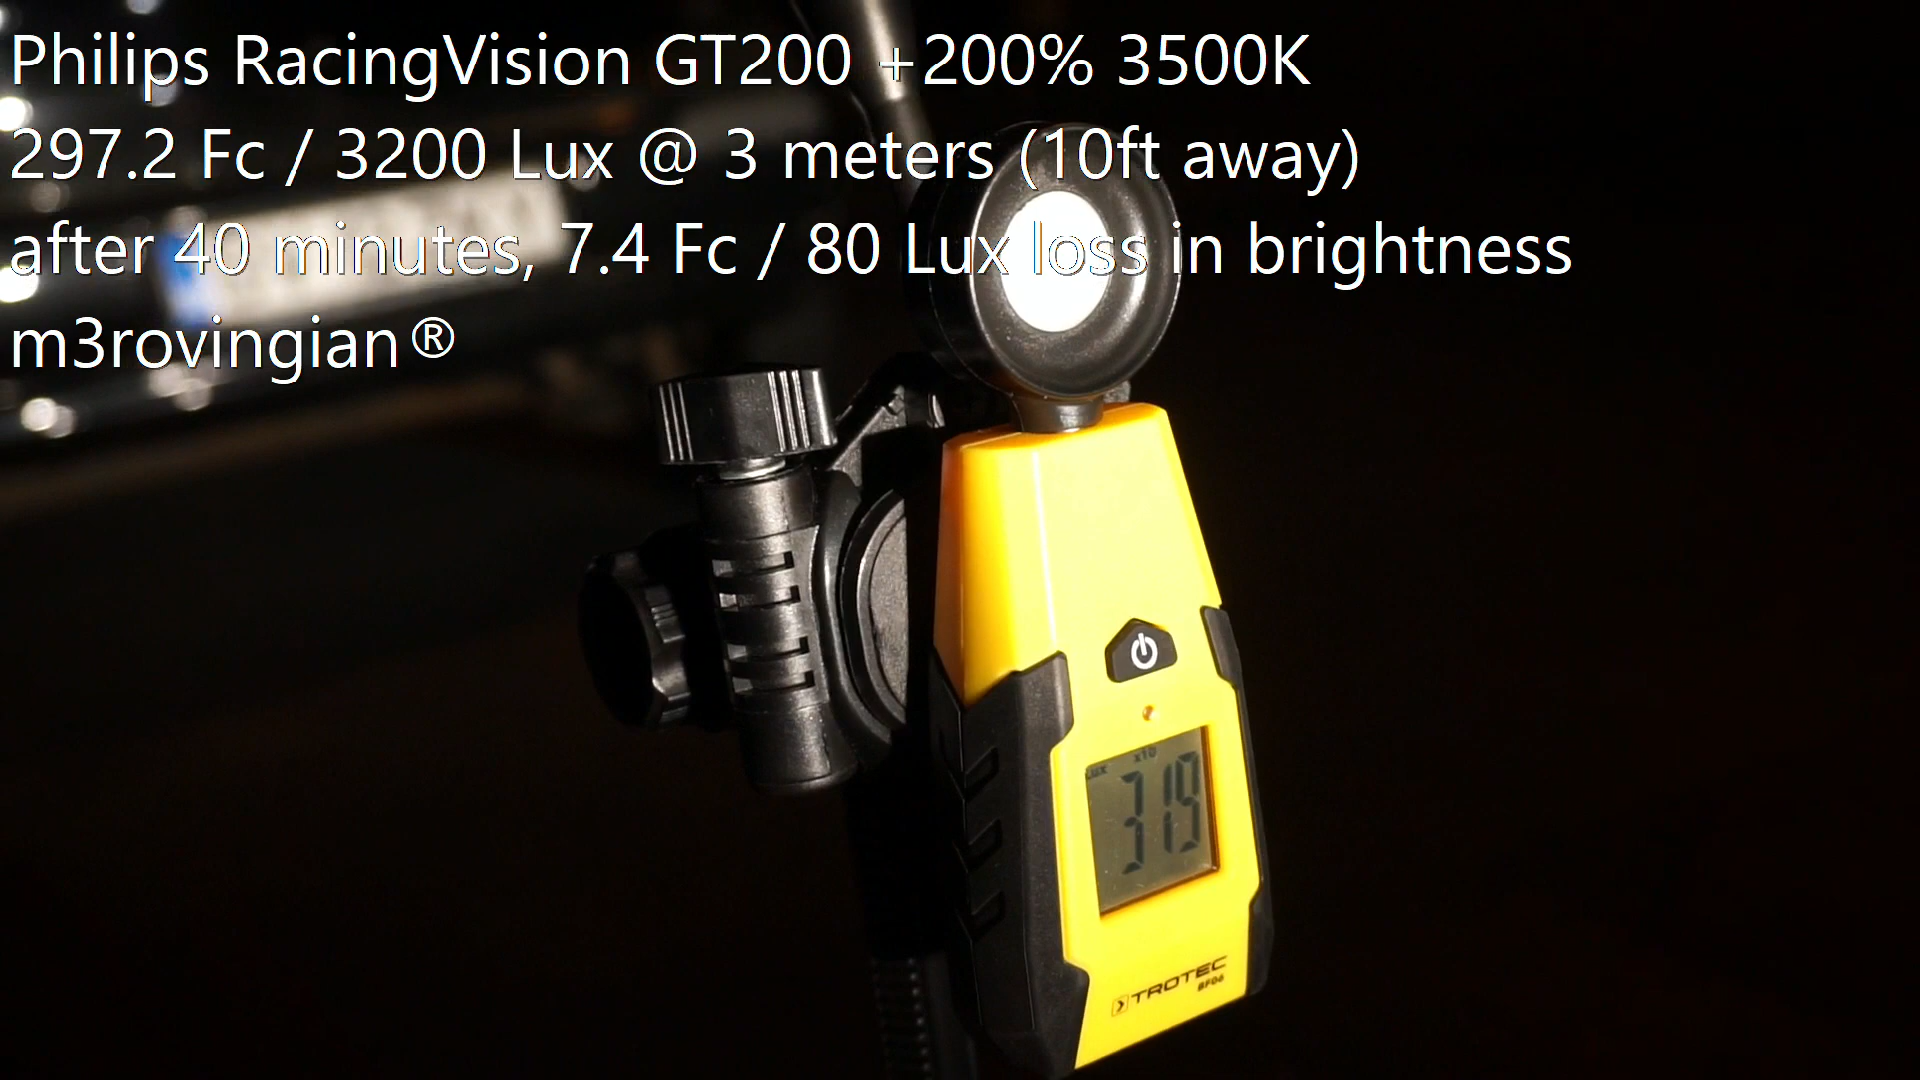 Philips RacingVision GT200 +200% 3500K
297.2 Fc / 3200 Lux @ 3 meters (10ft away)
after 40 minutes, 7.4 Fc / 80 Lux loss in brightness
m3rovingian®
Lux x10
319
TROTEC
BF06